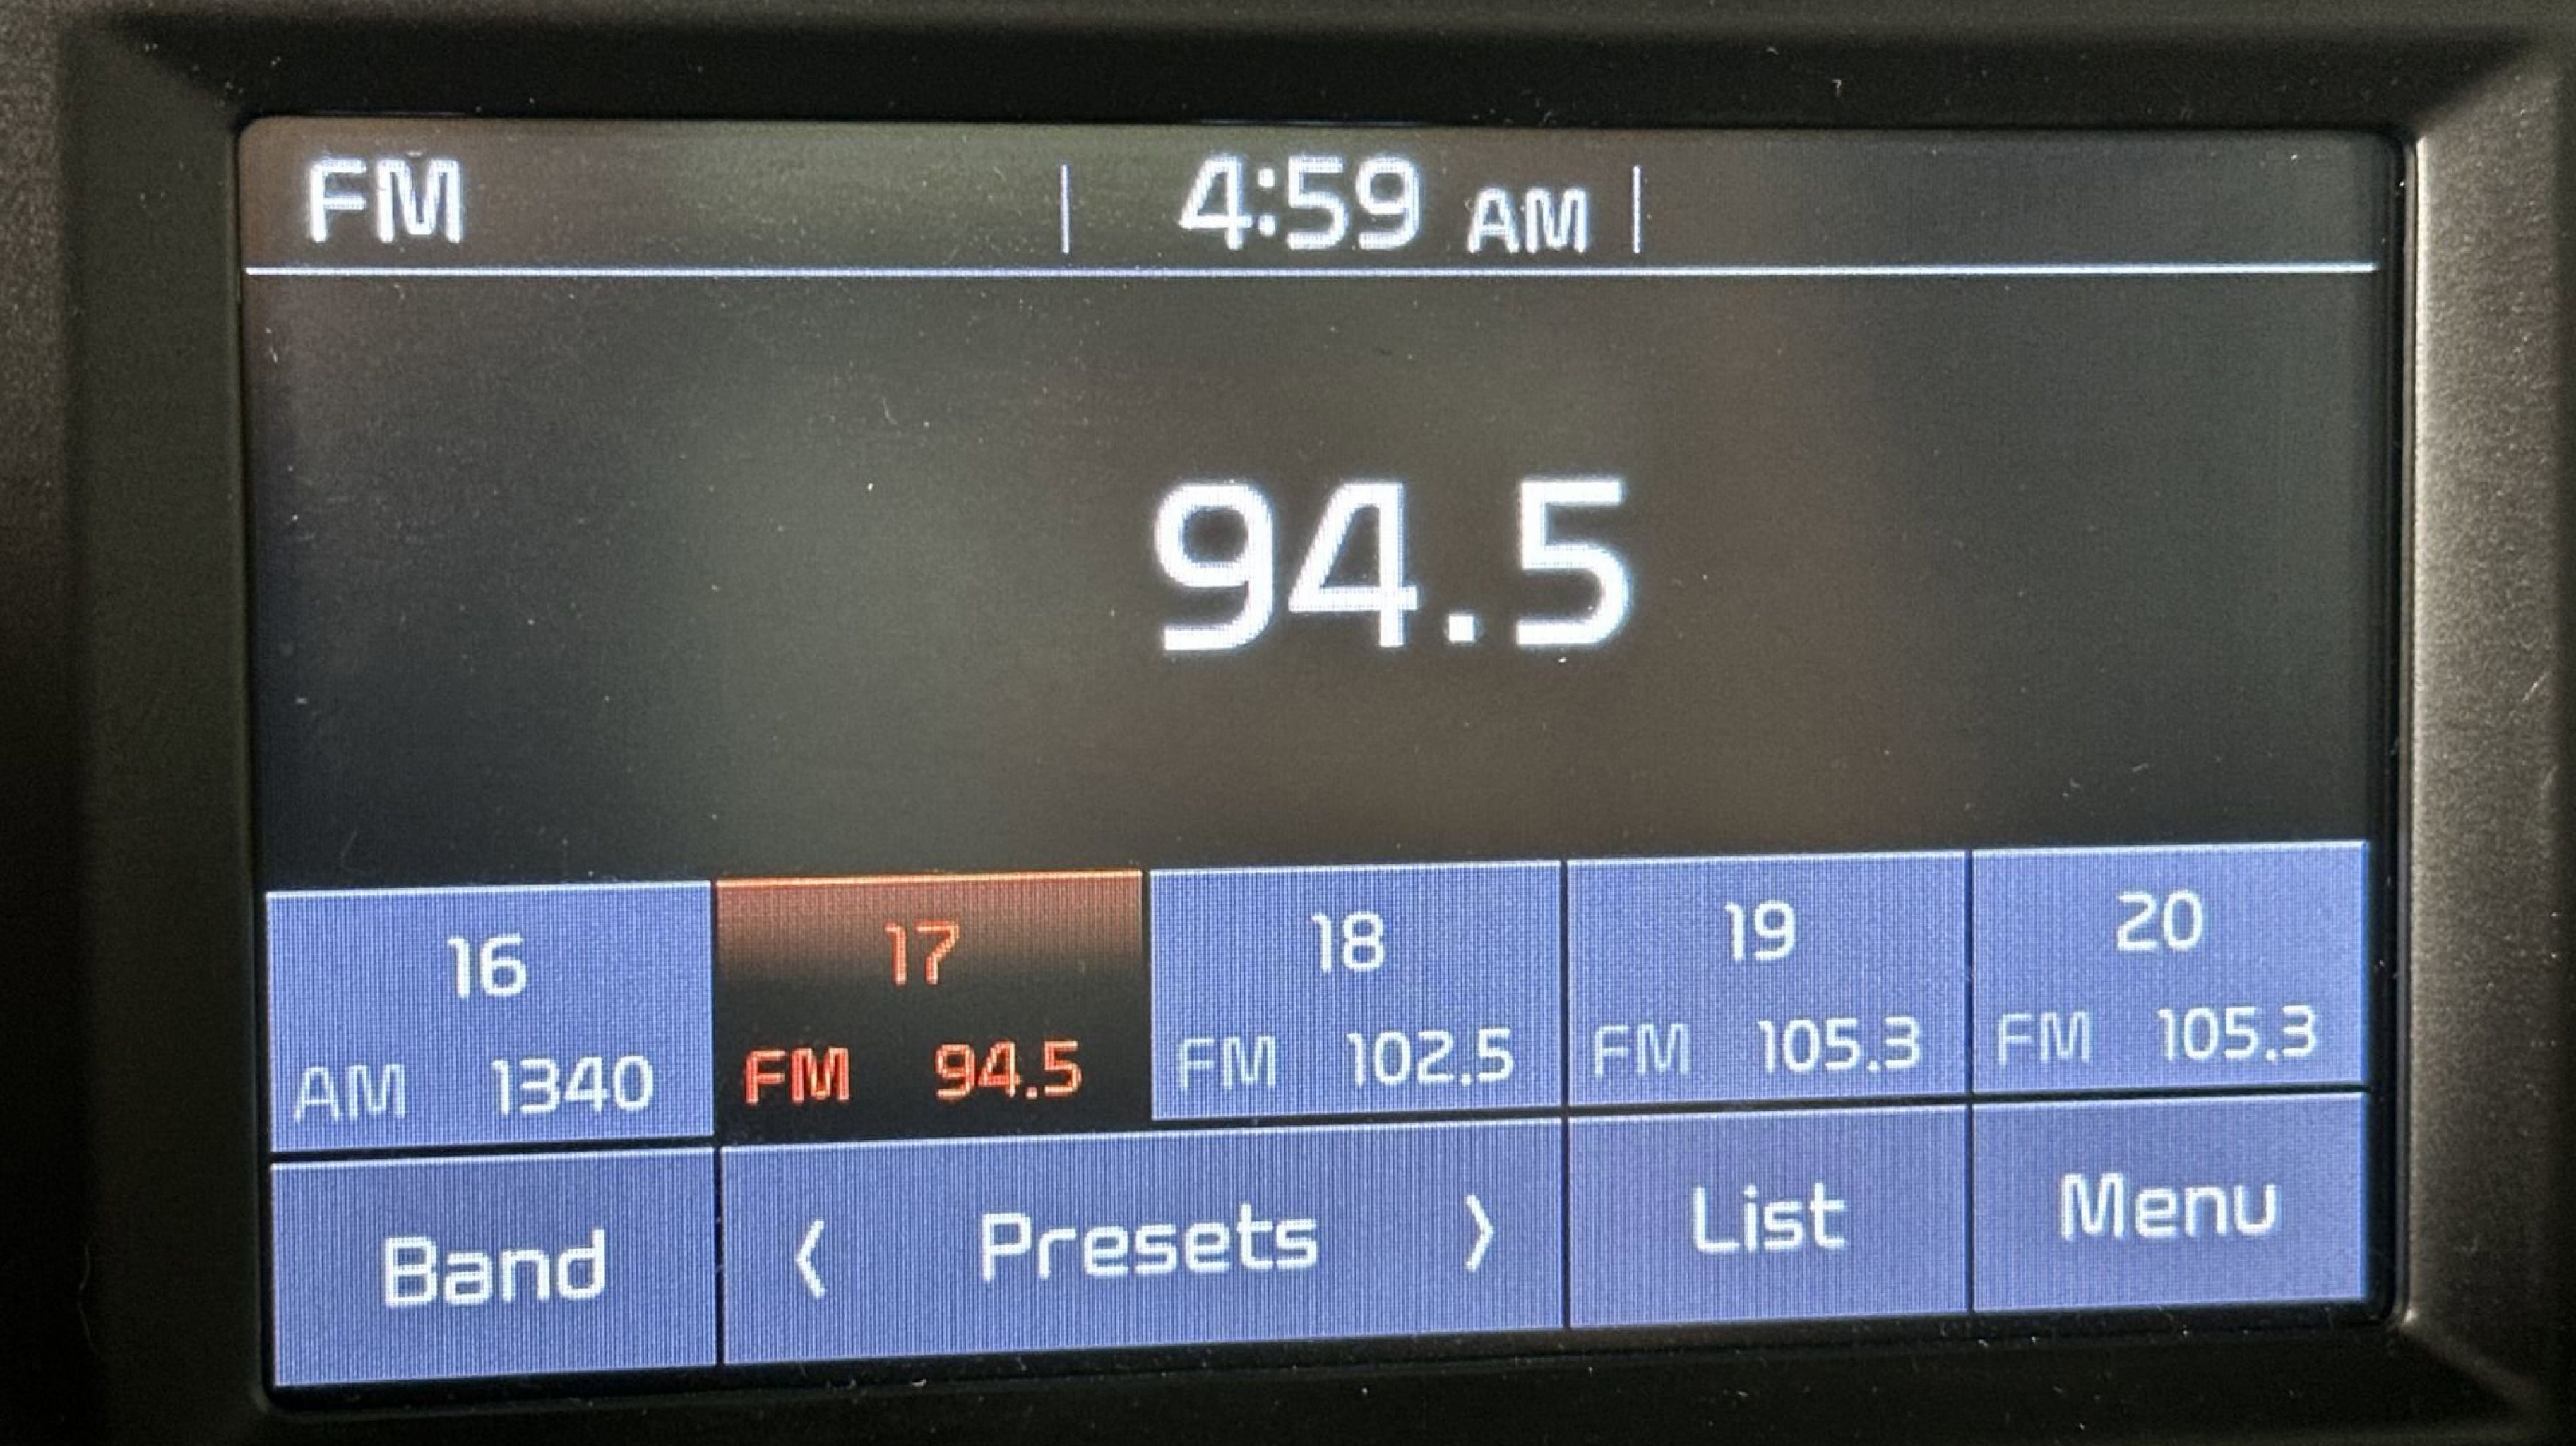 FM 4:59 AM
94.5
16 17 18 19 20
AM 1340 FM 94.5 FM 102.5 FM 105.3 FM 105.3
Band 〈 Presets 〉 List Menu